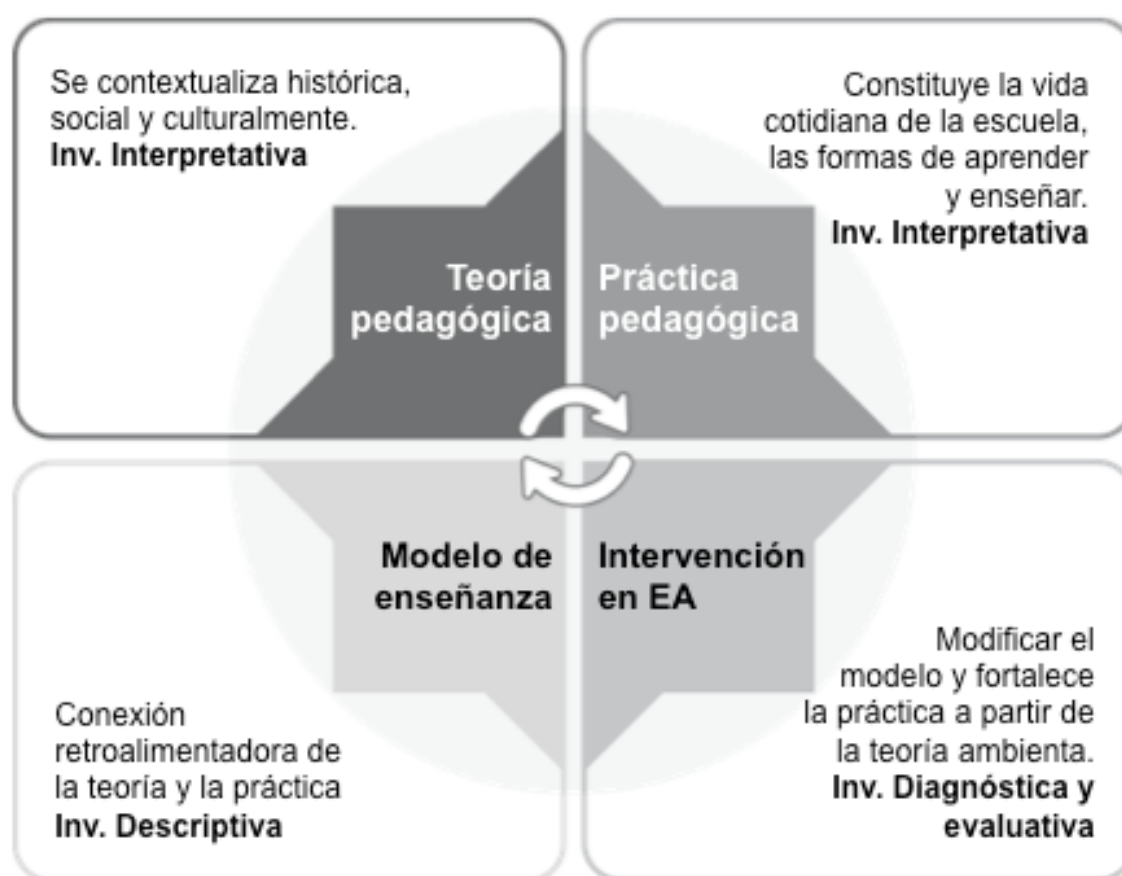 Se contextualiza histórica,
social y culturalmente.
Inv. Interpretativa
Constituye la vida
cotidiana de la escuela,
las formas de aprender
y enseñar.
Inv. Interpretativa
Teoría
pedagógica
Práctica
pedagógica
Modelo de
enseñanza
Intervención
en EA
Conexión
retroalimentadora de
la teoría y la práctica
Inv. Descriptiva
Modificar el
modelo y fortalece
la práctica a partir de
la teoría ambienta.
Inv. Diagnóstica y
evaluativa